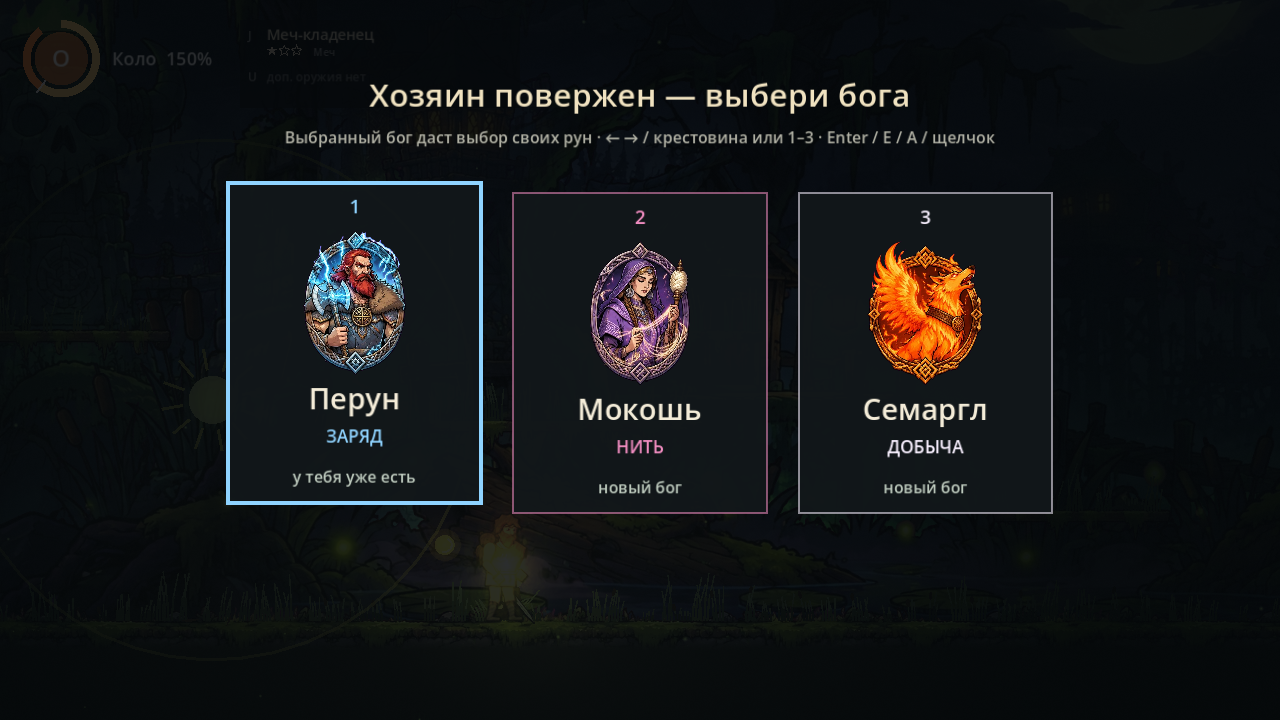 O
Коло 150%
J Меч-кладенец
★☆☆ Меч
U доп. оружия нет
Хозяин повержен — выбери бога
Выбранный бог даст выбор своих рун · ← → / крестовина или 1–3 · Enter / E / A / щелчок
1
Перун
ЗАРЯД
у тебя уже есть
2
Мокошь
НИТЬ
новый бог
3
Семаргл
ДОБЫЧА
новый бог